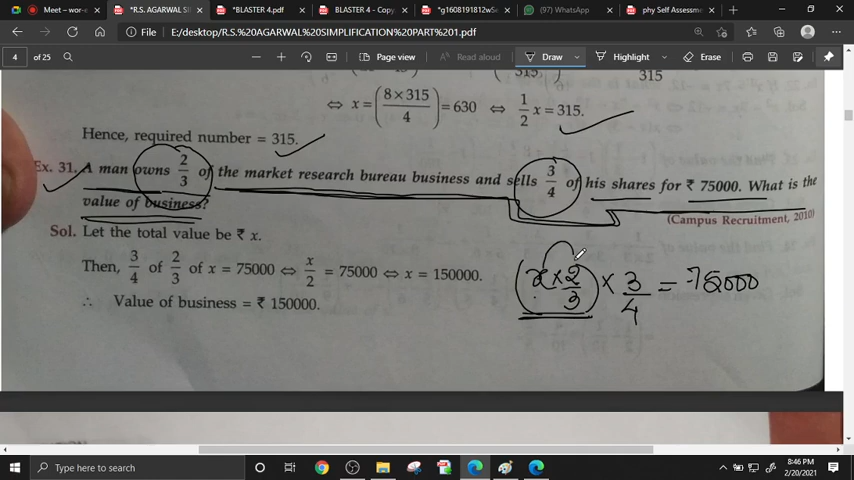 Meet – wor-e
*R.S. AGARWAL S
*BLASTER 4.pdf
BLASTER 4 - Copy
*g1608191812wSe
(97) WhatsApp
phy Self Assessm
File | E:/desktop/R.S.%20AGARWAL%20SIMPLIFICATION%20PART%201.pdf
4 of 25
Page view
Read aloud
Draw
Highlight
Erase
315 315
⇔ x = (8 × 315 / 4) = 630 ⇔ 1/2 x = 315.
Hence, required number = 315.
Ex. 31. A man owns 2/3 of the market research bureau business and sells 3/4 of his shares for ₹ 75000. What is the
value of business?
(Campus Recruitment, 2010)
Sol. Let the total value be ₹ x.
Then, 3/4 of 2/3 of x = 75000 ⇔ x/2 = 75000 ⇔ x = 150000.
∴ Value of business = ₹ 150000.
(x × 2/3) × 3/4 = 75000
Type here to search
8:46 PM
2/20/2021